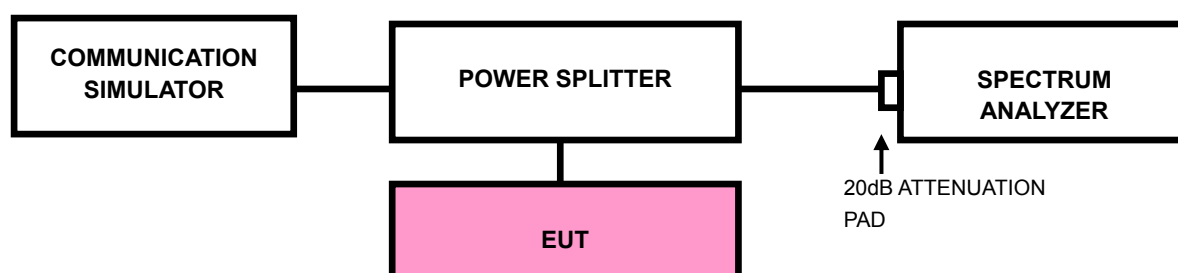 COMMUNICATION
SIMULATOR
POWER SPLITTER
SPECTRUM
ANALYZER
20dB ATTENUATION
PAD
EUT